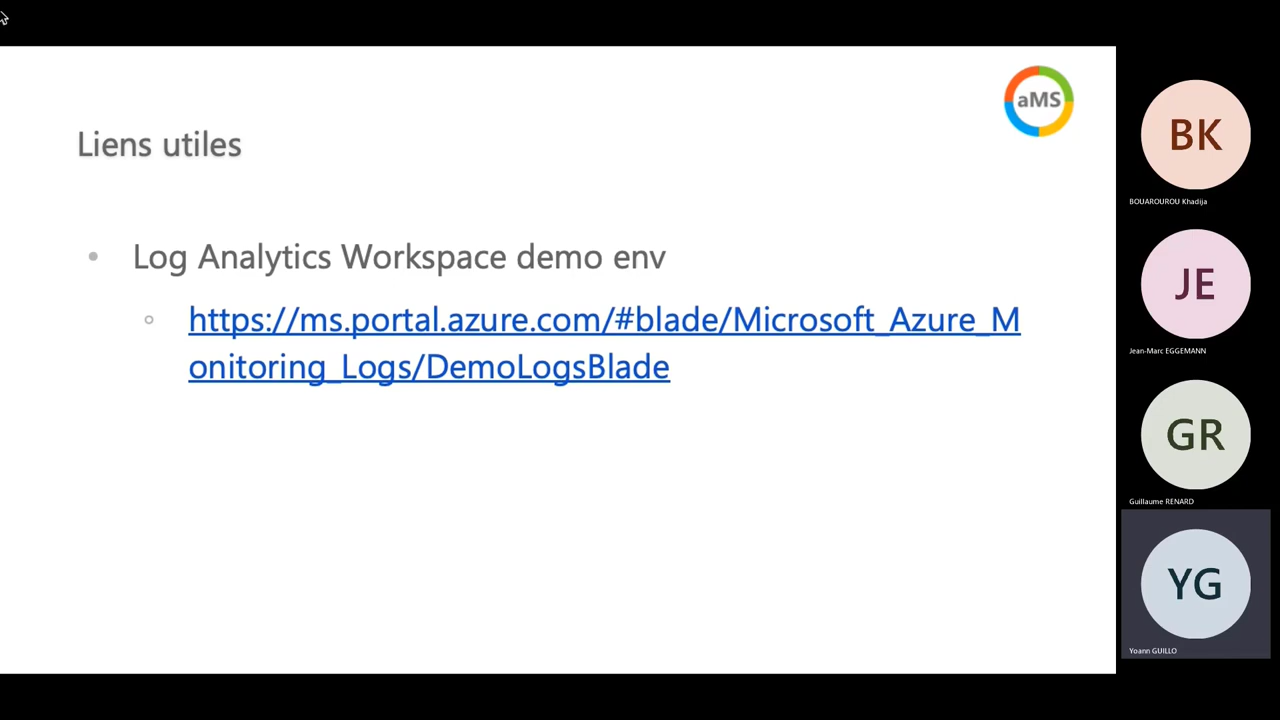 aMS
Liens utiles
Log Analytics Workspace demo env
https://ms.portal.azure.com/#blade/Microsoft_Azure_M
onitoring_Logs/DemoLogsBlade
BK
BOUAROUROU Khadija
JE
Jean-Marc EGGEMANN
GR
Guillaume RENARD
YG
Yoann GUILLO